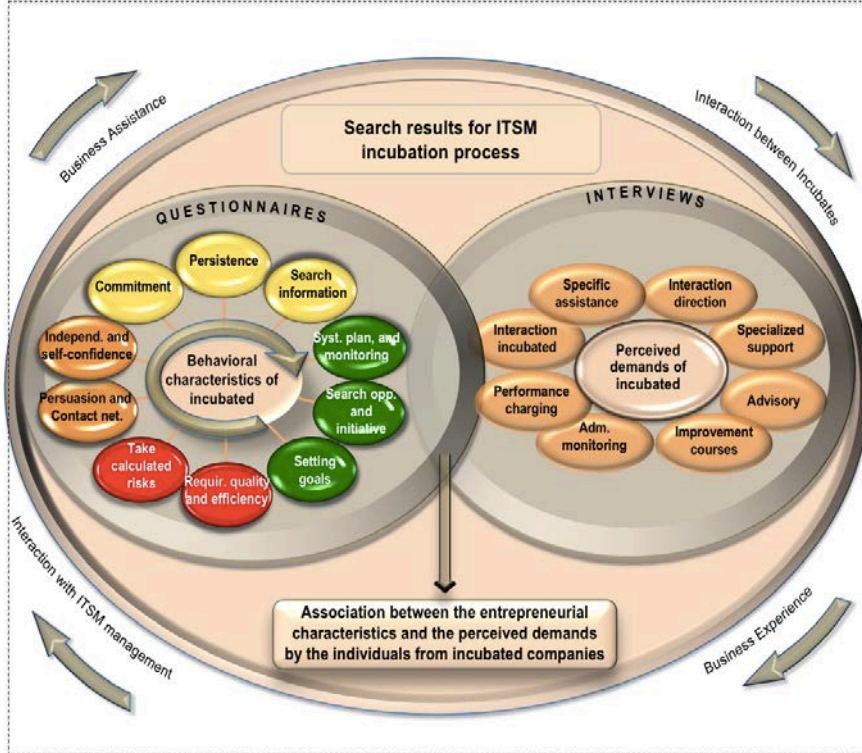 Search results for ITSM
incubation process
Business Assistance
Interaction between Incubates
QUESTIONNAIRES
INTERVIEWS
Persistence
Commitment
Search
information
Independ. and
self-confidence
Syst. plan, and
monitoring
Behavioral
characteristics of
incubated
Persuasion and
Contact net.
Search opp.
and
initiative
Take
calculated
risks
Requir. quality
and efficiency
Setting
goals
Specific
assistance
Interaction
direction
Interaction
incubated
Specialized
support
Perceived
demands of
incubated
Performance
charging
Advisory
Adm.
monitoring
Improvement
courses
Interaction with ITSM management
Business Experience
Association between the entrepreneurial
characteristics and the perceived demands
by the individuals from incubated companies